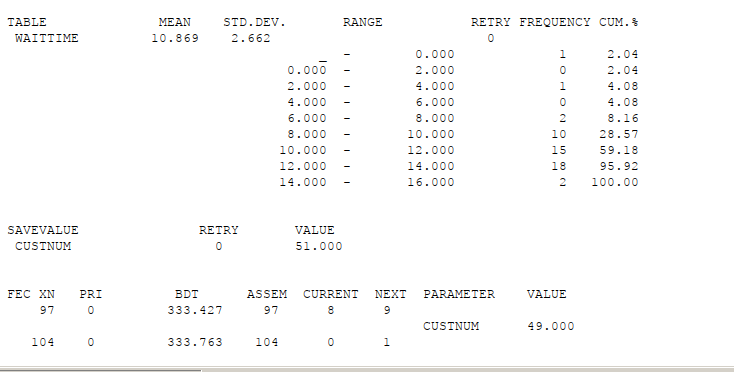 TABLE MEAN STD.DEV. RANGE RETRY FREQUENCY CUM.%
WAITTIME 10.869 2.662 0
_ - 0.000 1 2.04
0.000 - 2.000 0 2.04
2.000 - 4.000 1 4.08
4.000 - 6.000 0 4.08
6.000 - 8.000 2 8.16
8.000 - 10.000 10 28.57
10.000 - 12.000 15 59.18
12.000 - 14.000 18 95.92
14.000 - 16.000 2 100.00
SAVEVALUE RETRY VALUE
CUSTNUM 0 51.000
FEC XN PRI BDT ASSEM CURRENT NEXT PARAMETER VALUE
97 0 333.427 97 8 9
CUSTNUM 49.000
104 0 333.763 104 0 1